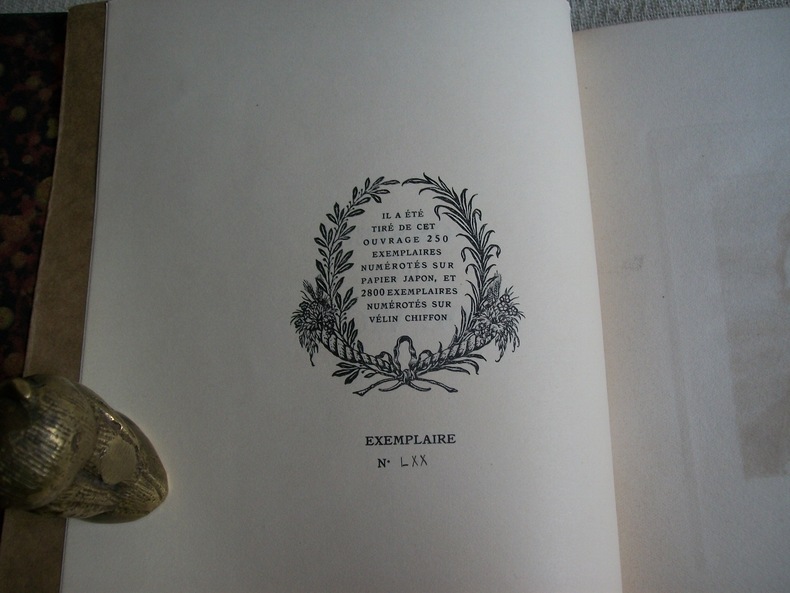 IL A ÉTÉ
TIRÉ DE CET
OUVRAGE 250
EXEMPLAIRES
NUMÉROTÉS SUR
PAPIER JAPON, ET
2800 EXEMPLAIRES
NUMÉROTÉS SUR
VÉLIN CHIFFON
EXEMPLAIRE
N· LXX